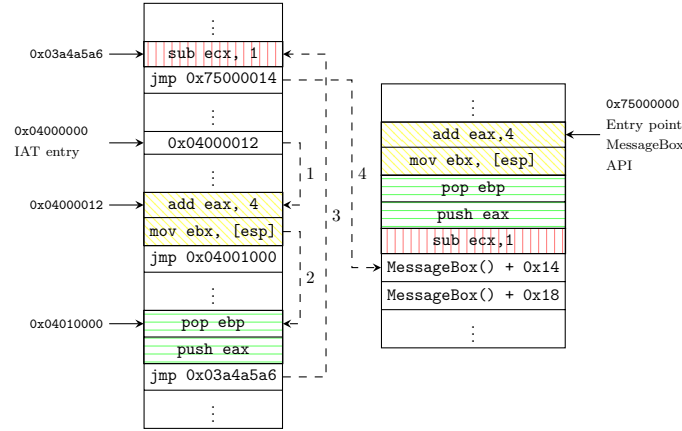 ⋮
0x03a4a5a6
sub ecx, 1
jmp 0x75000014
⋮
0x04000000
IAT entry
0x04000012
⋮
1
0x04000012
add eax, 4
mov ebx, [esp]
jmp 0x04001000
2
⋮
0x04010000
pop ebp
push eax
jmp 0x03a4a5a6
⋮
3
4
⋮
add eax,4
mov ebx, [esp]
pop ebp
push eax
sub ecx,1
MessageBox() + 0x14
MessageBox() + 0x18
⋮
0x75000000
Entry point
MessageBox
API